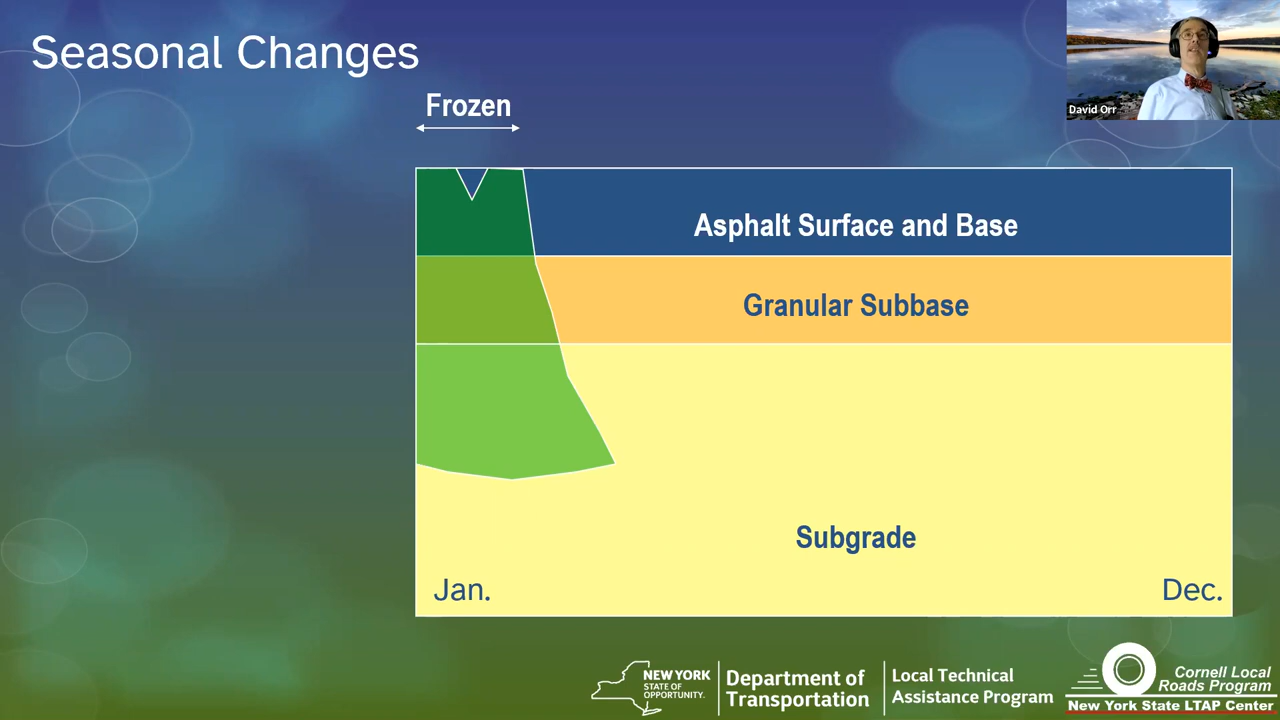 Seasonal Changes
Frozen
David Orr
Asphalt Surface and Base
Granular Subbase
Subgrade
Jan.
Dec.
NEW YORK
STATE OF
OPPORTUNITY.
Department of
Transportation
Local Technical
Assistance Program
Cornell Local
Roads Program
New York State LTAP Center